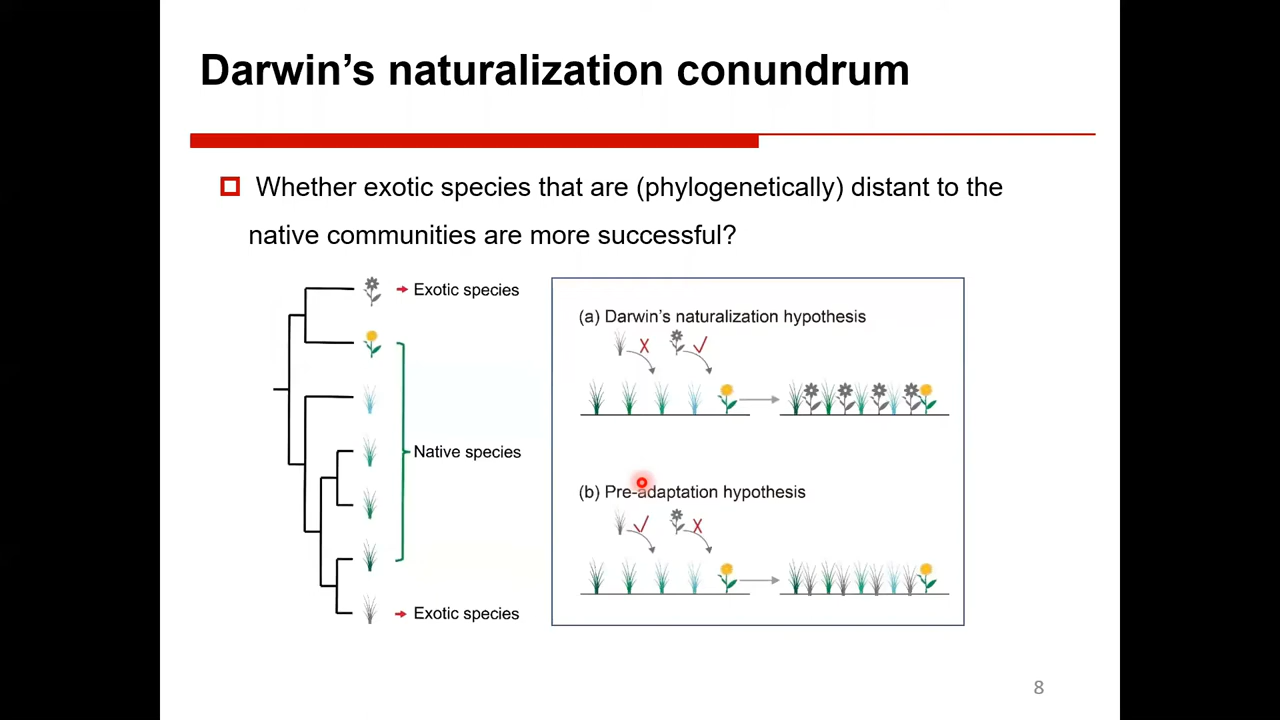 Darwin's naturalization conundrum
Whether exotic species that are (phylogenetically) distant to the
native communities are more successful?
Exotic species
Native species
Exotic species
(a) Darwin's naturalization hypothesis
(b) Pre-adaptation hypothesis
8